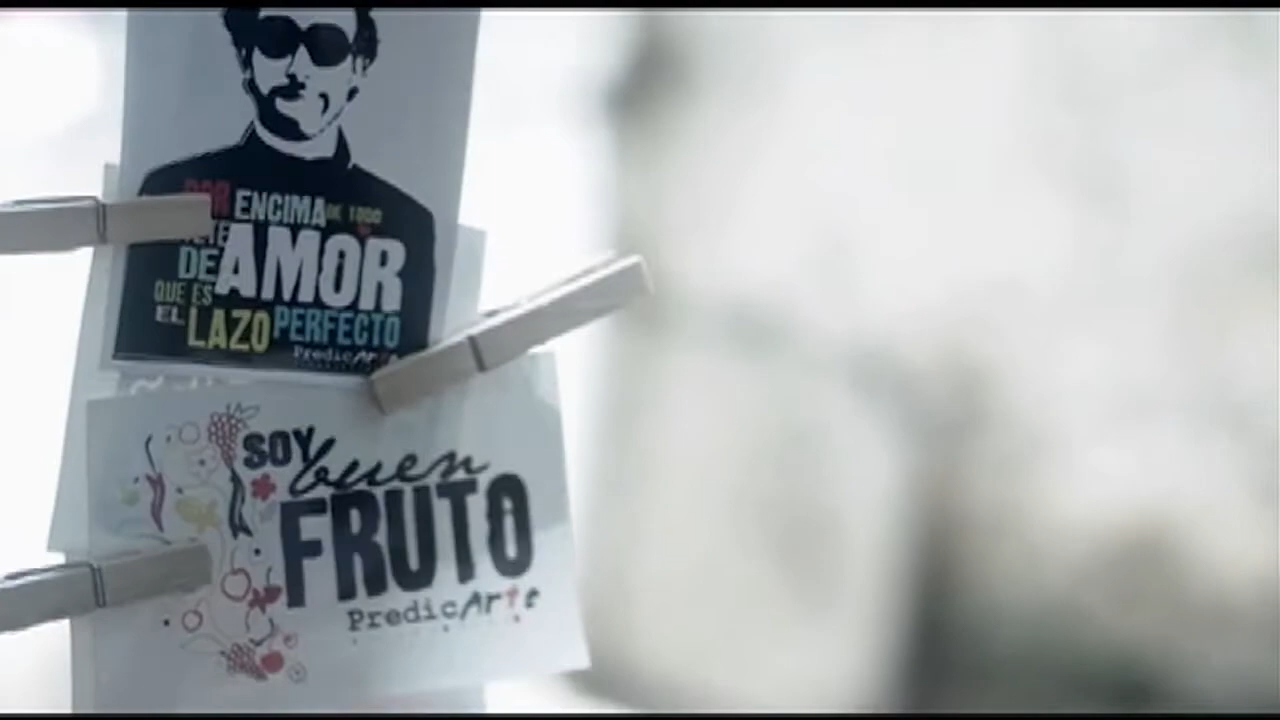 POR ENCIMA DE TODO
DE AMOR
QUE ES
EL LAZO PERFECTO
PredicArte
SOY buen
FRUTO
PredicArte